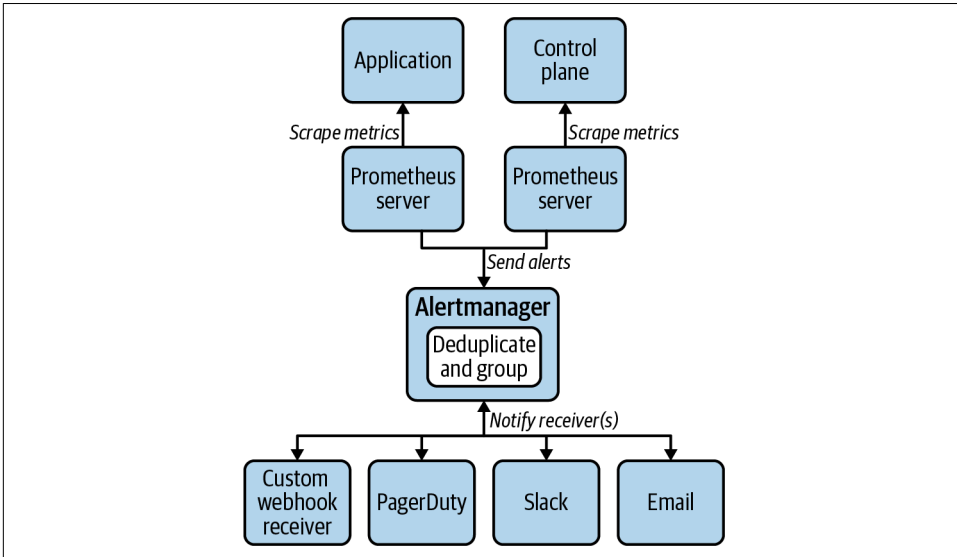 Application
Control
plane
Scrape metrics
Scrape metrics
Prometheus
server
Prometheus
server
Send alerts
Alertmanager
Deduplicate
and group
Notify receiver(s)
Custom
webhook
receiver
PagerDuty
Slack
Email